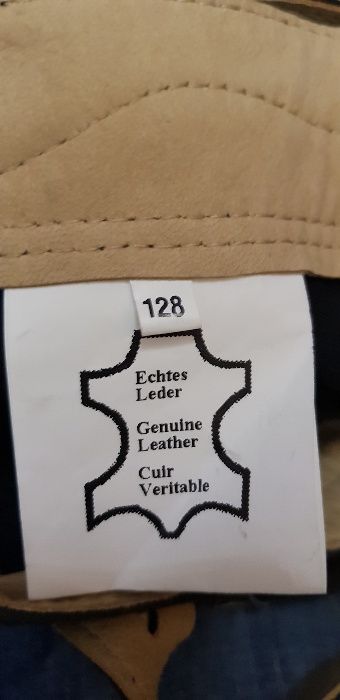 128
Echtes
Leder
Genuine
Leather
Cuir
Veritable